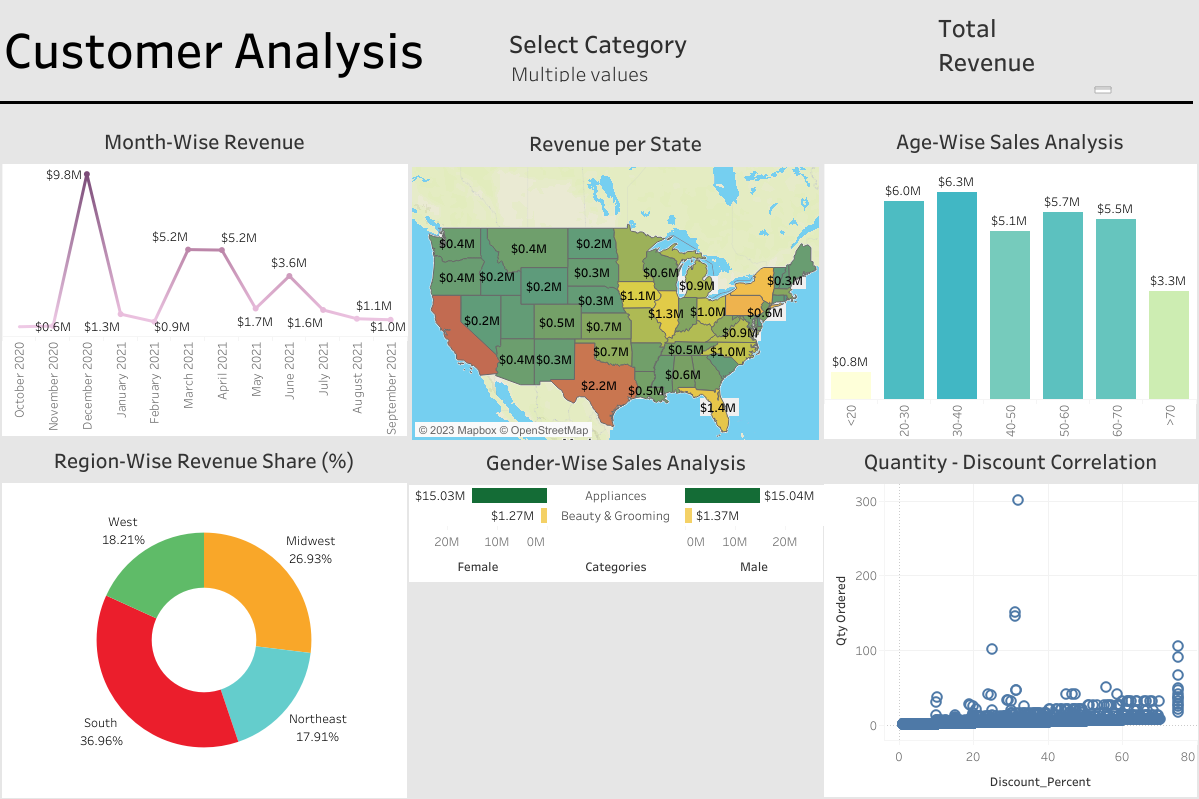 Customer Analysis
Select Category
Multiple values
Total
Revenue
Month-Wise Revenue
$9.8M
$5.2M
$5.2M
$3.6M
$0.6M
$1.3M
$0.9M
$1.7M
$1.6M
$1.1M
$1.0M
October 2020
November 2020
December 2020
January 2021
February 2021
March 2021
April 2021
May 2021
June 2021
July 2021
August 2021
September 2021
Revenue per State
$0.4M
$0.4M
$0.2M
$0.4M
$0.2M
$0.3M
$0.6M
$0.9M
$0.3M
$0.2M
$0.2M
$0.3M
$1.1M
$1.3M
$1.0M
$0.6M
$0.2M
$0.5M
$0.7M
$0.9M
$0.4M
$0.3M
$0.7M
$0.5M
$1.0M
$2.2M
$0.5M
$0.6M
$1.4M
© 2023 Mapbox © OpenStreetMap
Age-Wise Sales Analysis
$0.8M
$6.0M
$6.3M
$5.1M
$5.7M
$5.5M
$3.3M
<20
20-30
30-40
40-50
50-60
60-70
>70
Region-Wise Revenue Share (%)
West
18.21%
Midwest
26.93%
South
36.96%
Northeast
17.91%
Gender-Wise Sales Analysis
$15.03M Appliances $15.04M
$1.27M Beauty & Grooming $1.37M
20M 10M 0M 0M 10M 20M
Female Categories Male
Quantity - Discount Correlation
Qty Ordered
300
200
100
0
0 20 40 60 80
Discount_Percent